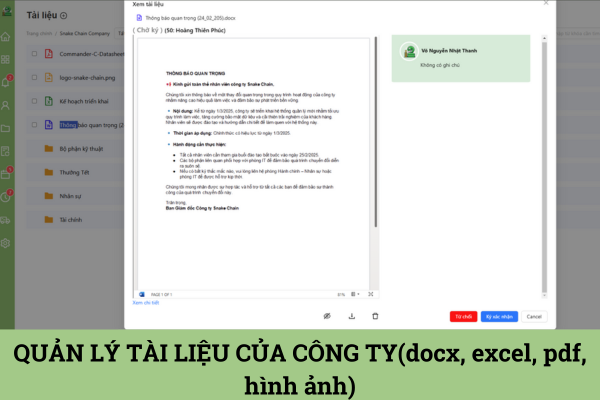 Tài liệu
Xem tài liệu
Thông báo quan trọng (24_02_205).docx
( Chữ ký ) (50: Hoàng Thiên Phúc)
Trang chính / Snake Chain Company / Tài
Commander-C-Datasheet
logo-snake-chain.png
Kế hoạch triển khai
Thông báo quan trọng (2
Bộ phận kỹ thuật
Thưởng Tết
Nhân sự
Tài chính
THÔNG BÁO QUAN TRỌNG
Kính gửi toàn thể nhân viên công ty Snake Chain,
Chúng tôi xin thông báo về một thay đổi quan trọng trong quy trình hoạt động của công ty
nhằm nâng cao hiệu quả làm việc và đảm bảo sự phát triển bền vững.
Nội dung: Kể từ ngày 1/3/2025, công ty sẽ triển khai hệ thống quản lý mới nhằm tối ưu
quy trình làm việc, tăng cường bảo mật dữ liệu và cải thiện trải nghiệm của khách hàng.
Nhân viên sẽ được đào tạo và hướng dẫn chi tiết để làm quen với hệ thống này.
Thời gian áp dụng: Chính thức có hiệu lực từ ngày 1/3/2025.
Hành động cần thực hiện:
Tất cả nhân viên cần tham gia buổi đào tạo bắt buộc vào ngày 25/2/2025.
Các bộ phận liên quan phối hợp với phòng IT để đảm bảo quá trình chuyển đổi diễn
ra suôn sẻ.
Nếu có bất kỳ thắc mắc nào, vui lòng liên hệ phòng Hành chính – Nhân sự hoặc
phòng IT để được hỗ trợ kịp thời.
Chúng tôi mong nhận được sự hợp tác và hỗ trợ từ tất cả các bạn để đảm bảo sự thành
công của quá trình chuyển đổi này.
Trân trọng,
Ban Giám đốc Công ty Snake Chain
PAGE 1 OF 1
81%
Xem chi tiết
Võ Nguyễn Nhật Thanh
Không có ghi chú
Từ chối
Ký xác nhận
Cancel
QUẢN LÝ TÀI LIỆU CỦA CÔNG TY(docx, excel, pdf,
hình ảnh)